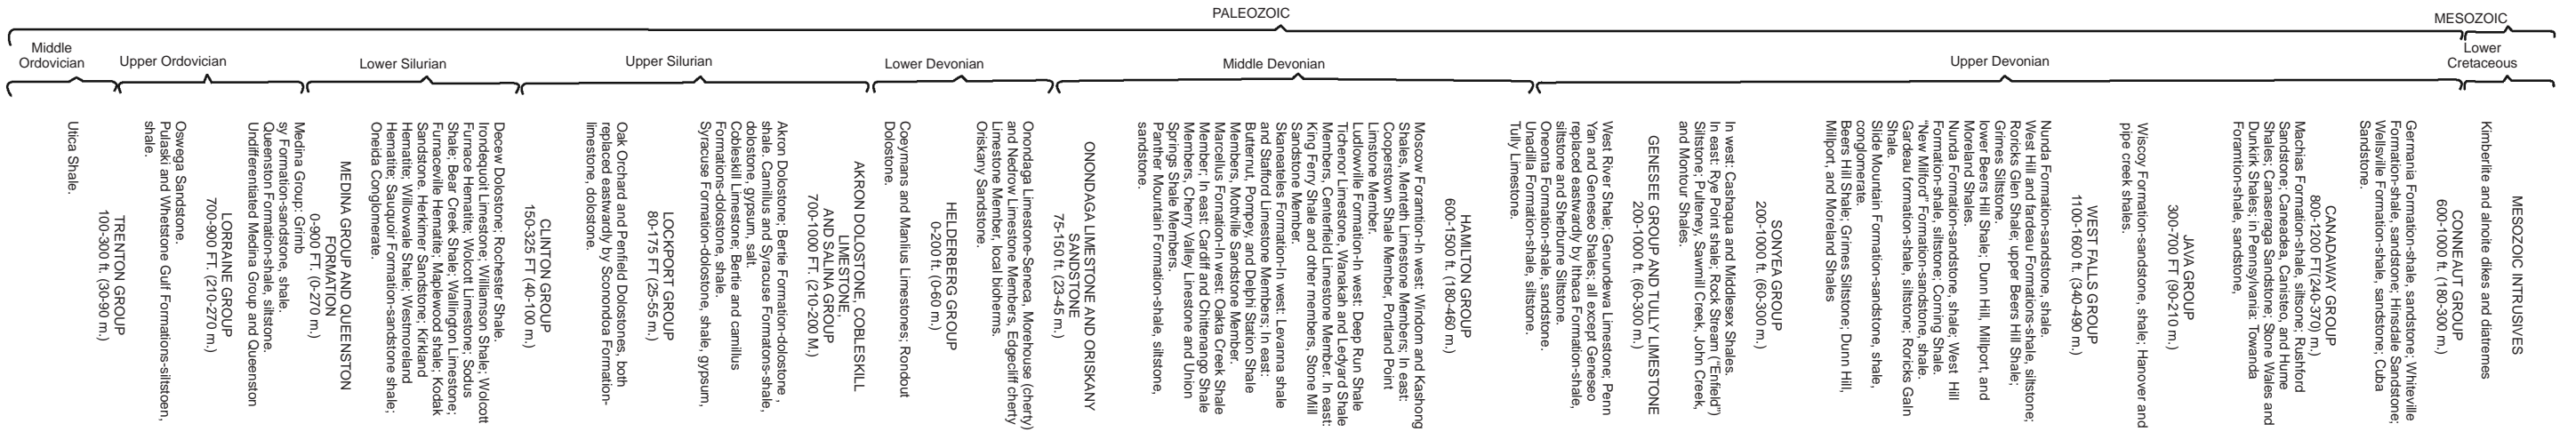 PALEOZOIC
MESOZOIC
Middle
Ordovician
Upper Ordovician
Lower Silurian
Upper Silurian
Lower Devonian
Middle Devonian
Upper Devonian
Lower
Cretaceous
MESOZOIC INTRUSIVES
Kimberlite and alnoite dikes and diatremes
CONNEAUT GROUP
600-1000 ft. (180-300 m.)
Germania Formation-shale, sandstone; Whiteville
Formation-shale, sandstone; Hinsdale Sandstone;
Wellsville Formation-shale, sandstone; Cuba
Sandstone.
CANADAWAY GROUP
800-1200 FT(240-370) m.)
Machias Formation-shale, siltstone; Rushford
Sandstone; Caneadea, Canisteo, and Hume
Shales; Canaseraga Sandstone; Stone Wales and
Dunkirk Shales; in Pennsylvania: Towanda
Foramtion-shale, sandstone,
JAVA GROUP
300-700 FT (90-210 m.)
Wiscoy Formation-sandstone, shale; Hanover and
pipe creek shales.
WEST FALLS GROUP
1100-1600 ft. (340-490 m.)
Nunda Formation-sandstone, shale.
West Hill and fardeau Formations-shale, siltstone;
Roricks Glen Shale; upper Beers Hill Shale;
Grimes Siltstone.
lower Beers Hill Shale; Dunn Hill, Milport, and
Moreland Shales.
Nunda Formation-sandstone, shale; West Hill
Formation-shale, siltstone; Corning Shale.
"New Milford" Formation-sandstone, shale.
Gardeau formation-shale, siltstone; Roricks Galn
Shale.
Slide Mountain Formation-sandstone, shale,
conglomerate.
Beers Hill Shale; Grimes Siltstone; Dunn Hill,
Millport, and Moreland Shales
SONYEA GROUP
200-1000 ft. (60-300 m.)
In west: Cashaqua and Middlesex Shales.
In east: Rye Point shale; Rock Stream ("Enfield")
Siltstone; Pulteney, Sawmill Creek, John Creek,
and Montour Shales.
GENESEE GROUP AND TULLY LIMESTONE
200-1000 ft. (60-300 m.)
West River Shale; Genundewa Limestone; Penn
Yan and Geneseo Shales; all except Geneseo
replaced eastwardly by Ithaca Formation-shale,
siltstone and Sherburne Siltstone.
Oneonta Formation-shale, sandstone.
Unadilla Formation-shale, siltstone.
Tully Limestone.
HAMILTON GROUP
600-1500 ft. (180-460 m.)
Moscow Foramtion-In west: Windom and Kashong
Shales, Menteth Limestone Members; In east:
Cooperstown Shale Member, Portland Point
Limstone Member.
Ludlowville Formation-In west: Deep Run Shale
Tichenor Limestone, Wanakah and Ledyard Shale
Members, Centerfield Limestone Member. In east:
King Ferry Shale and other members, Stone Mill
Sandstone Member.
Skaneateles Formation-In west: Levanna shale
and Stafford Limestone Members; In east:
Butternut, Pompey, and Delphi Station Shale
Members, Mottville Sandstone Member.
Marcellus Formation-In west: Oakta Creek Shale
Member; In east: Cardiff and Chittenango Shale
Members, Cherry Valley Linestone and Union
Springs Shale Members.
Panther Mountain Formation-shale, siltstone,
sandstone.
ONONDAGA LIMESTONE AND ORISKANY
SANDSTONE
75-150 ft. (23-45 m.)
Onondaga Limestone-Seneca, Morehouse (cherty)
and Nedrow Limestone Members, Edgecliff cherty
Limestone Member, local bioherms.
Oriskany Sandstone.
HELDERBERG GROUP
0-200 ft. (0-60 m.)
Coeymans and Manlius Limestones; Rondout
Dolostone.
AKRON DOLOSTONE, COBLESKILL
LIMESTONE,
AND SALINA GROUP
700-1000 FT. (210-200 M.)
Akron Dolostone; Bertie Formation-dolostone ,
shale. Camillus and Syracuse Formatons-shale,
dolostone, gypsum, salt.
Cobleskill Limestone; Bertie and camillus
Formations-dolostone, shale.
Syracuse Formation-dolostone, shale, gypsum,
LOCKPORT GROUP
80-175 FT (25-55 m.)
Oak Orchard and Penfield Dolostones, both
replaced eastwardly by Sconondoa Formation-
limestone, dolostone.
CLINTON GROUP
150-325 FT (40-100 m.)
Decew Dolostone; Rochester Shale.
Irondequoit Limestone; Williamson Shale; Wolcott
Furnace Hematite; Wolcott Limestone; Sodus
Shale; Bear Creek Shale; Wallington Limestone;
Furnaceville Hematite; Maplewood shale; Kodak
Sandstone. Herkimer Sandstone; Kirkland
Hematite; Willowale Shale; Westmoreland
Hematite; Sauquoir Formation-sandstone shale;
Oneida Conglomerate.
MEDINA GROUP AND QUEENSTON
FORMATION
0-900 FT. (0-270 m.)
Medina Group: Grimb
sy Formation-sandstone, shale.
Queenston Formation-shale, siltstone.
Undifferentiated Medina Group and Queenston
LORRAINE GROUP
700-900 FT. (210-270 m.)
Oswega Sandstone.
Pulaski and Whetstone Gulf Formations-siltstoen,
shale.
TRENTON GROUP
100-300 ft. (30-90 m.)
Utica Shale.